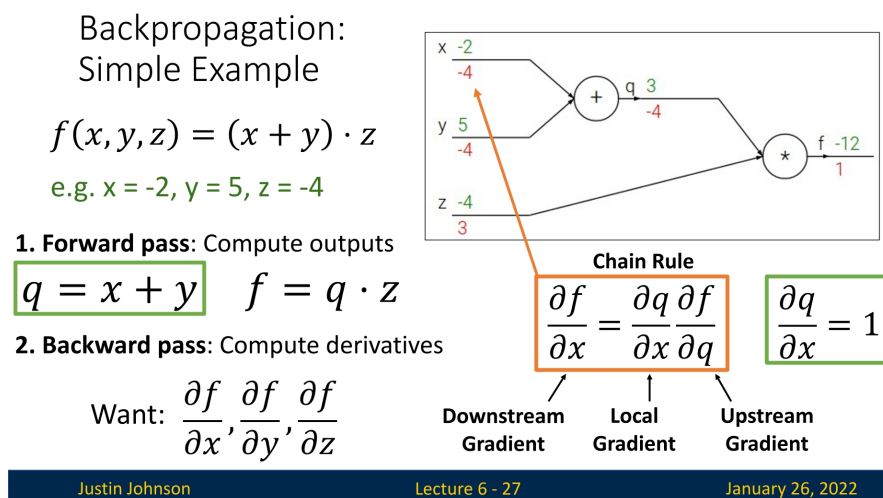 Backpropagation:
Simple Example
f(x, y, z) = (x + y) · z
e.g. x = -2, y = 5, z = -4
1. Forward pass: Compute outputs
q = x + y f = q · z
2. Backward pass: Compute derivatives
Want: ∂f/∂x, ∂f/∂y, ∂f/∂z
x -2
-4
y 5
-4
z -4
3
+
q 3
-4
*
f -12
1
Chain Rule
∂f/∂x = ∂q/∂x ∂f/∂q
∂q/∂x = 1
Downstream Gradient
Local Gradient
Upstream Gradient
Justin Johnson
Lecture 6 - 27
January 26, 2022